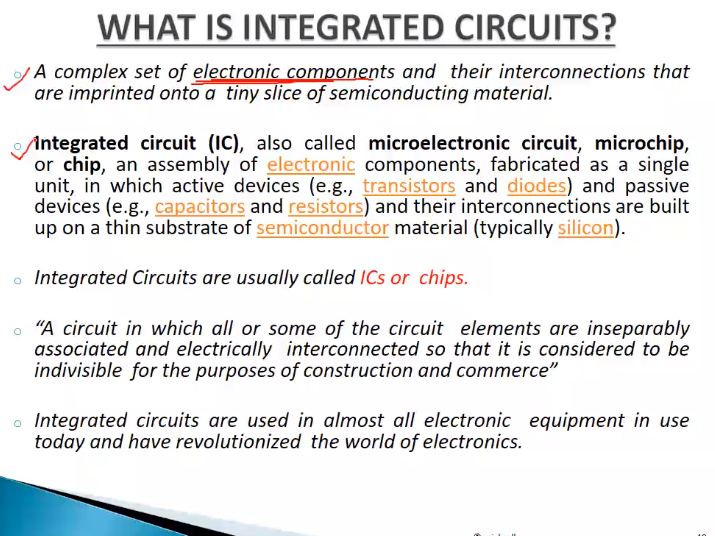 WHAT IS INTEGRATED CIRCUITS?
A complex set of electronic components and their interconnections that
are imprinted onto a tiny slice of semiconducting material.
Integrated circuit (IC), also called microelectronic circuit, microchip,
or chip, an assembly of electronic components, fabricated as a single
unit, in which active devices (e.g., transistors and diodes) and passive
devices (e.g., capacitors and resistors) and their interconnections are built
up on a thin substrate of semiconductor material (typically silicon).
Integrated Circuits are usually called ICs or chips.
“A circuit in which all or some of the circuit elements are inseparably
associated and electrically interconnected so that it is considered to be
indivisible for the purposes of construction and commerce”
Integrated circuits are used in almost all electronic equipment in use
today and have revolutionized the world of electronics.